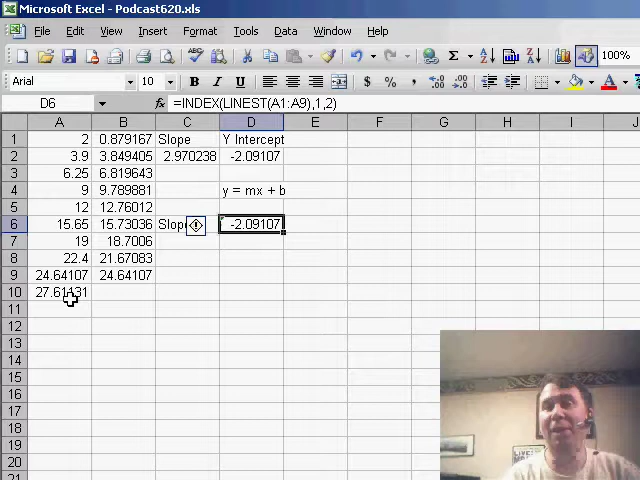 Microsoft Excel - Podcast620.xls
File Edit View Insert Format Tools Data Window Help
Σ 100%
Arial 10 B I U $ % ,
D6 fx =INDEX(LINEST(A1:A9),1,2)
A B C D E F G H I J
1 2 0.879167 Slope Y Intercept
2 3.9 3.849405 2.970238 -2.09107
3 6.25 6.819643
4 9 9.789881 y = mx + b
5 12 12.76012
6 15.65 15.73036 Slop -2.09107
7 19 18.7006
8 22.4 21.67083
9 24.64107 24.64107
10 27.61131
11
12
13
14
15
16
17
18
19
20
21